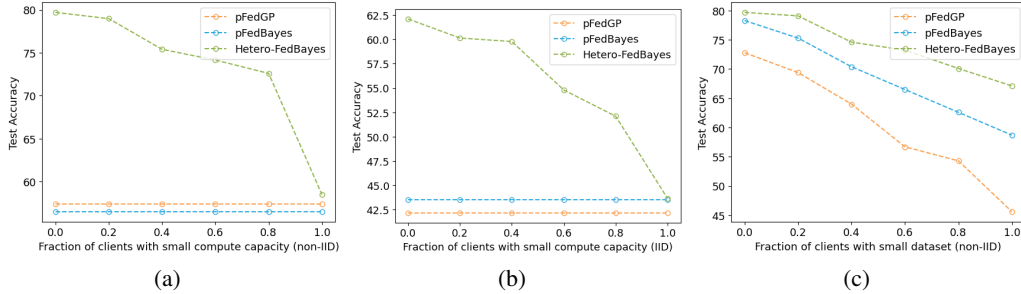 80
75
70
65
60
Test Accuracy
pFedGP
pFedBayes
Hetero-FedBayes
0.0 0.2 0.4 0.6 0.8 1.0
Fraction of clients with small compute capacity (non-IID)
(a)
62.5
60.0
57.5
55.0
52.5
50.0
47.5
45.0
42.5
Test Accuracy
pFedGP
pFedBayes
Hetero-FedBayes
0.0 0.2 0.4 0.6 0.8 1.0
Fraction of clients with small compute capacity (IID)
(b)
80
75
70
65
60
55
50
45
Test Accuracy
pFedGP
pFedBayes
Hetero-FedBayes
0.0 0.2 0.4 0.6 0.8 1.0
Fraction of clients with small dataset (non-IID)
(c)